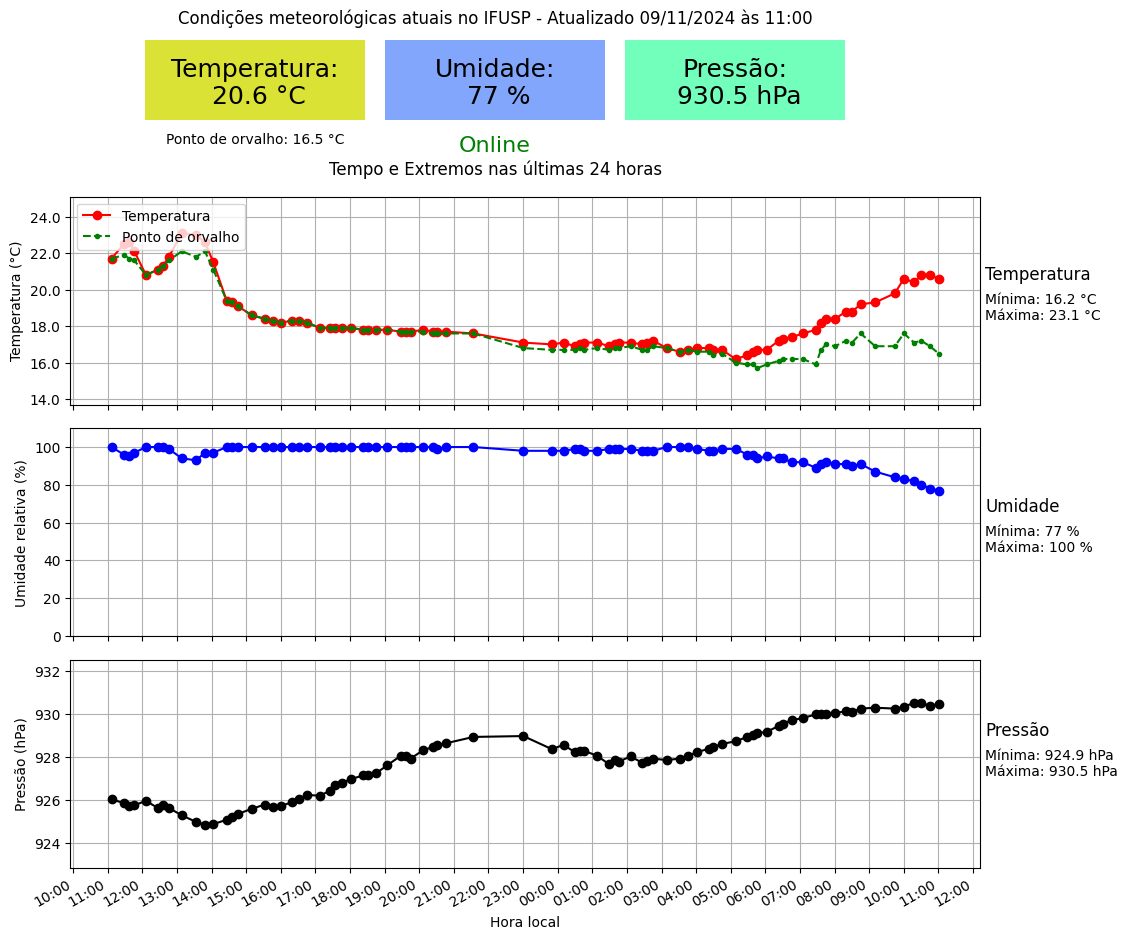 Condições meteorológicas atuais no IFUSP - Atualizado 09/11/2024 às 11:00
Temperatura:
20.6 °C
Umidade:
77 %
Pressão:
930.5 hPa
Ponto de orvalho: 16.5 °C
Online
Tempo e Extremos nas últimas 24 horas
Temperatura (°C)
24.0
22.0
20.0
18.0
16.0
14.0
Temperatura
Ponto de orvalho
Temperatura
Mínima: 16.2 °C
Máxima: 23.1 °C
Umidade relativa (%)
100
80
60
40
20
0
Umidade
Mínima: 77 %
Máxima: 100 %
Pressão (hPa)
932
930
928
926
924
Pressão
Mínima: 924.9 hPa
Máxima: 930.5 hPa
10:00
11:00
12:00
13:00
14:00
15:00
16:00
17:00
18:00
19:00
20:00
21:00
22:00
23:00
00:00
01:00
02:00
03:00
04:00
05:00
06:00
07:00
08:00
09:00
10:00
11:00
12:00
Hora local